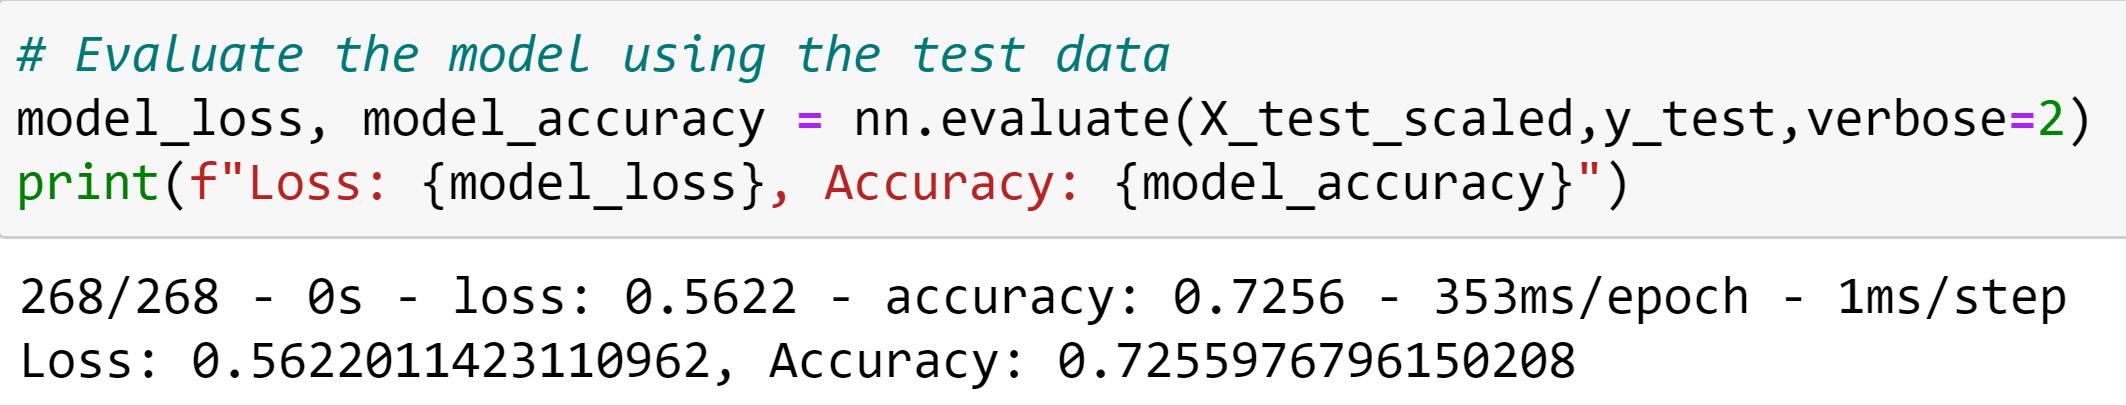 # Evaluate the model using the test data
model_loss, model_accuracy = nn.evaluate(X_test_scaled,y_test,verbose=2)
print(f"Loss: {model_loss}, Accuracy: {model_accuracy}")
268/268 - 0s - loss: 0.5622 - accuracy: 0.7256 - 353ms/epoch - 1ms/step
Loss: 0.5622011423110962, Accuracy: 0.7255976796150208